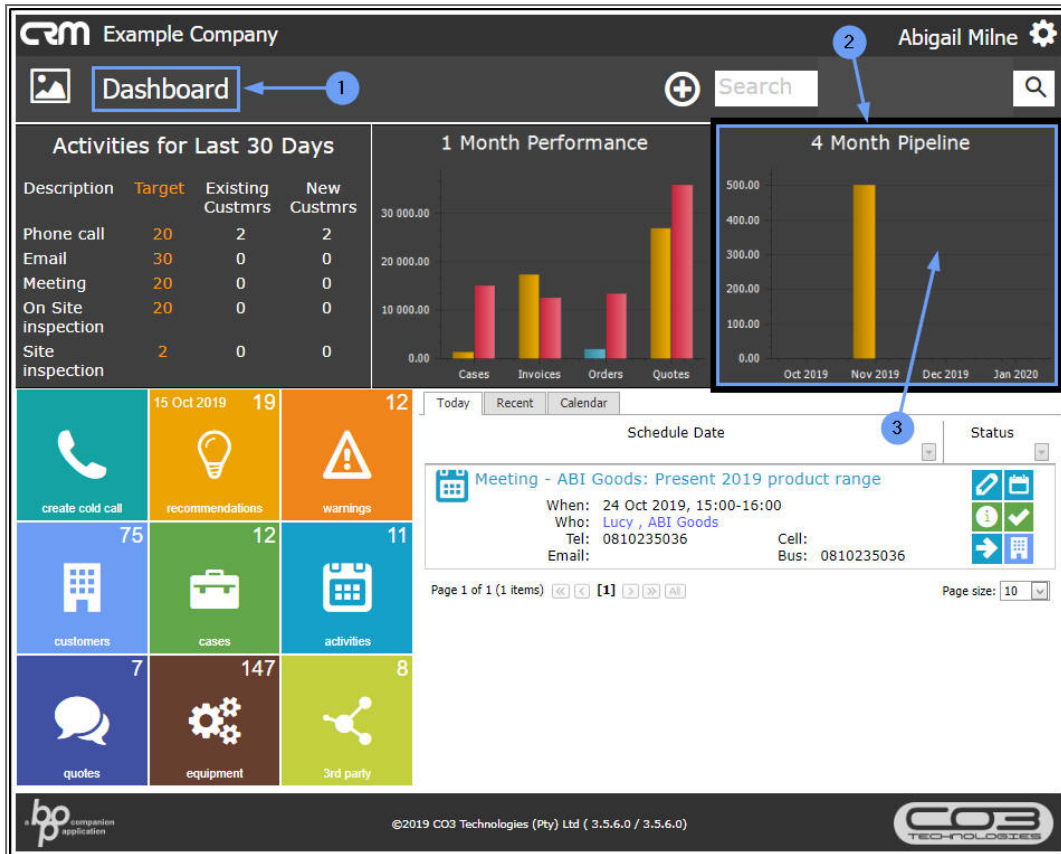 CRM Example Company
Abigail Milne
2
Dashboard
1
Search
Activities for Last 30 Days
Description Target Existing Custmrs New Custmrs
Phone call 20 2 2
Email 30 0 0
Meeting 20 0 0
On Site inspection 20 0 0
Site inspection 2 0 0
1 Month Performance
30 000.00
20 000.00
10 000.00
0.00
Cases Invoices Orders Quotes
4 Month Pipeline
500.00
400.00
300.00
200.00
100.00
0.00
Oct 2019 Nov 2019 Dec 2019 Jan 2020
3
create cold call
15 Oct 2019 19
recommendations
12
warnings
75
customers
12
cases
11
activities
7
quotes
147
equipment
8
3rd party
Today Recent Calendar
Schedule Date Status
Meeting - ABI Goods: Present 2019 product range
When: 24 Oct 2019, 15:00-16:00
Who: Lucy , ABI Goods
Tel: 0810235036 Cell:
Email: Bus: 0810235036
Page 1 of 1 (1 items) [1] All
Page size: 10
a bp companion application
©2019 CO3 Technologies (Pty) Ltd ( 3.5.6.0 / 3.5.6.0)
CO3
TECHNOLOGIES